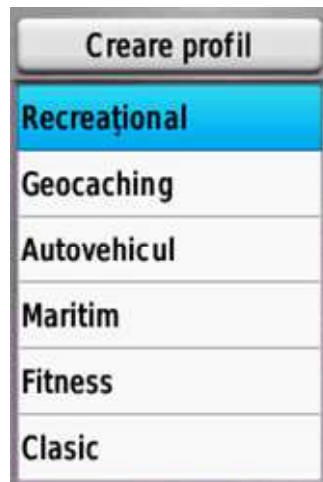 Creare profil
Recreaţional
Geocaching
Autovehicul
Maritim
Fitness
Clasic